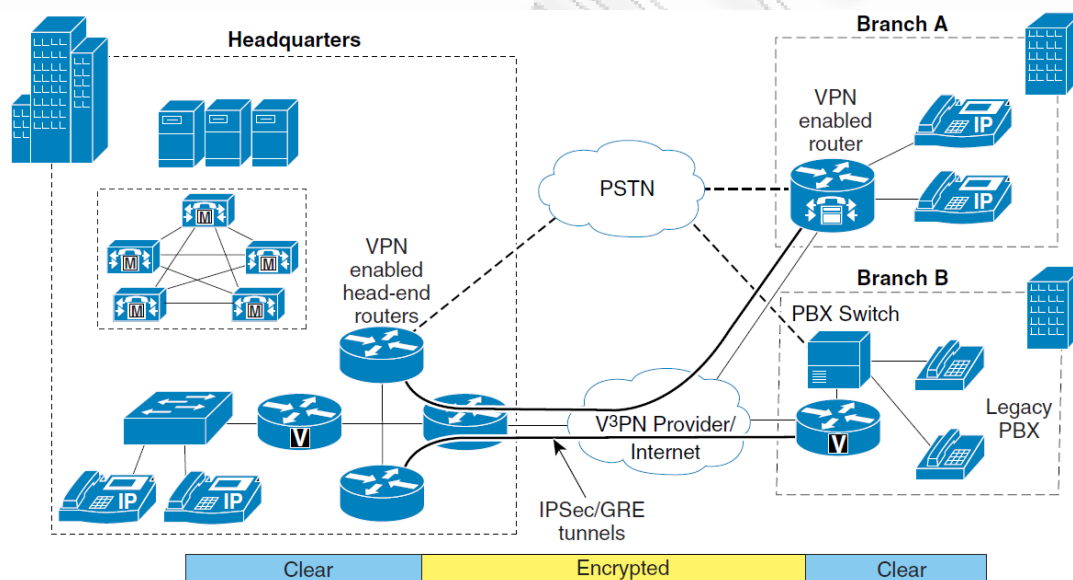 Headquarters
Branch A
VPN
enabled
router
IP
IP
PSTN
M
M
M
M
M
VPN
enabled
head-end
routers
Branch B
PBX Switch
Legacy
PBX
V
V
V³PN Provider/
Internet
IP
IP
IPSec/GRE
tunnels
Clear
Encrypted
Clear